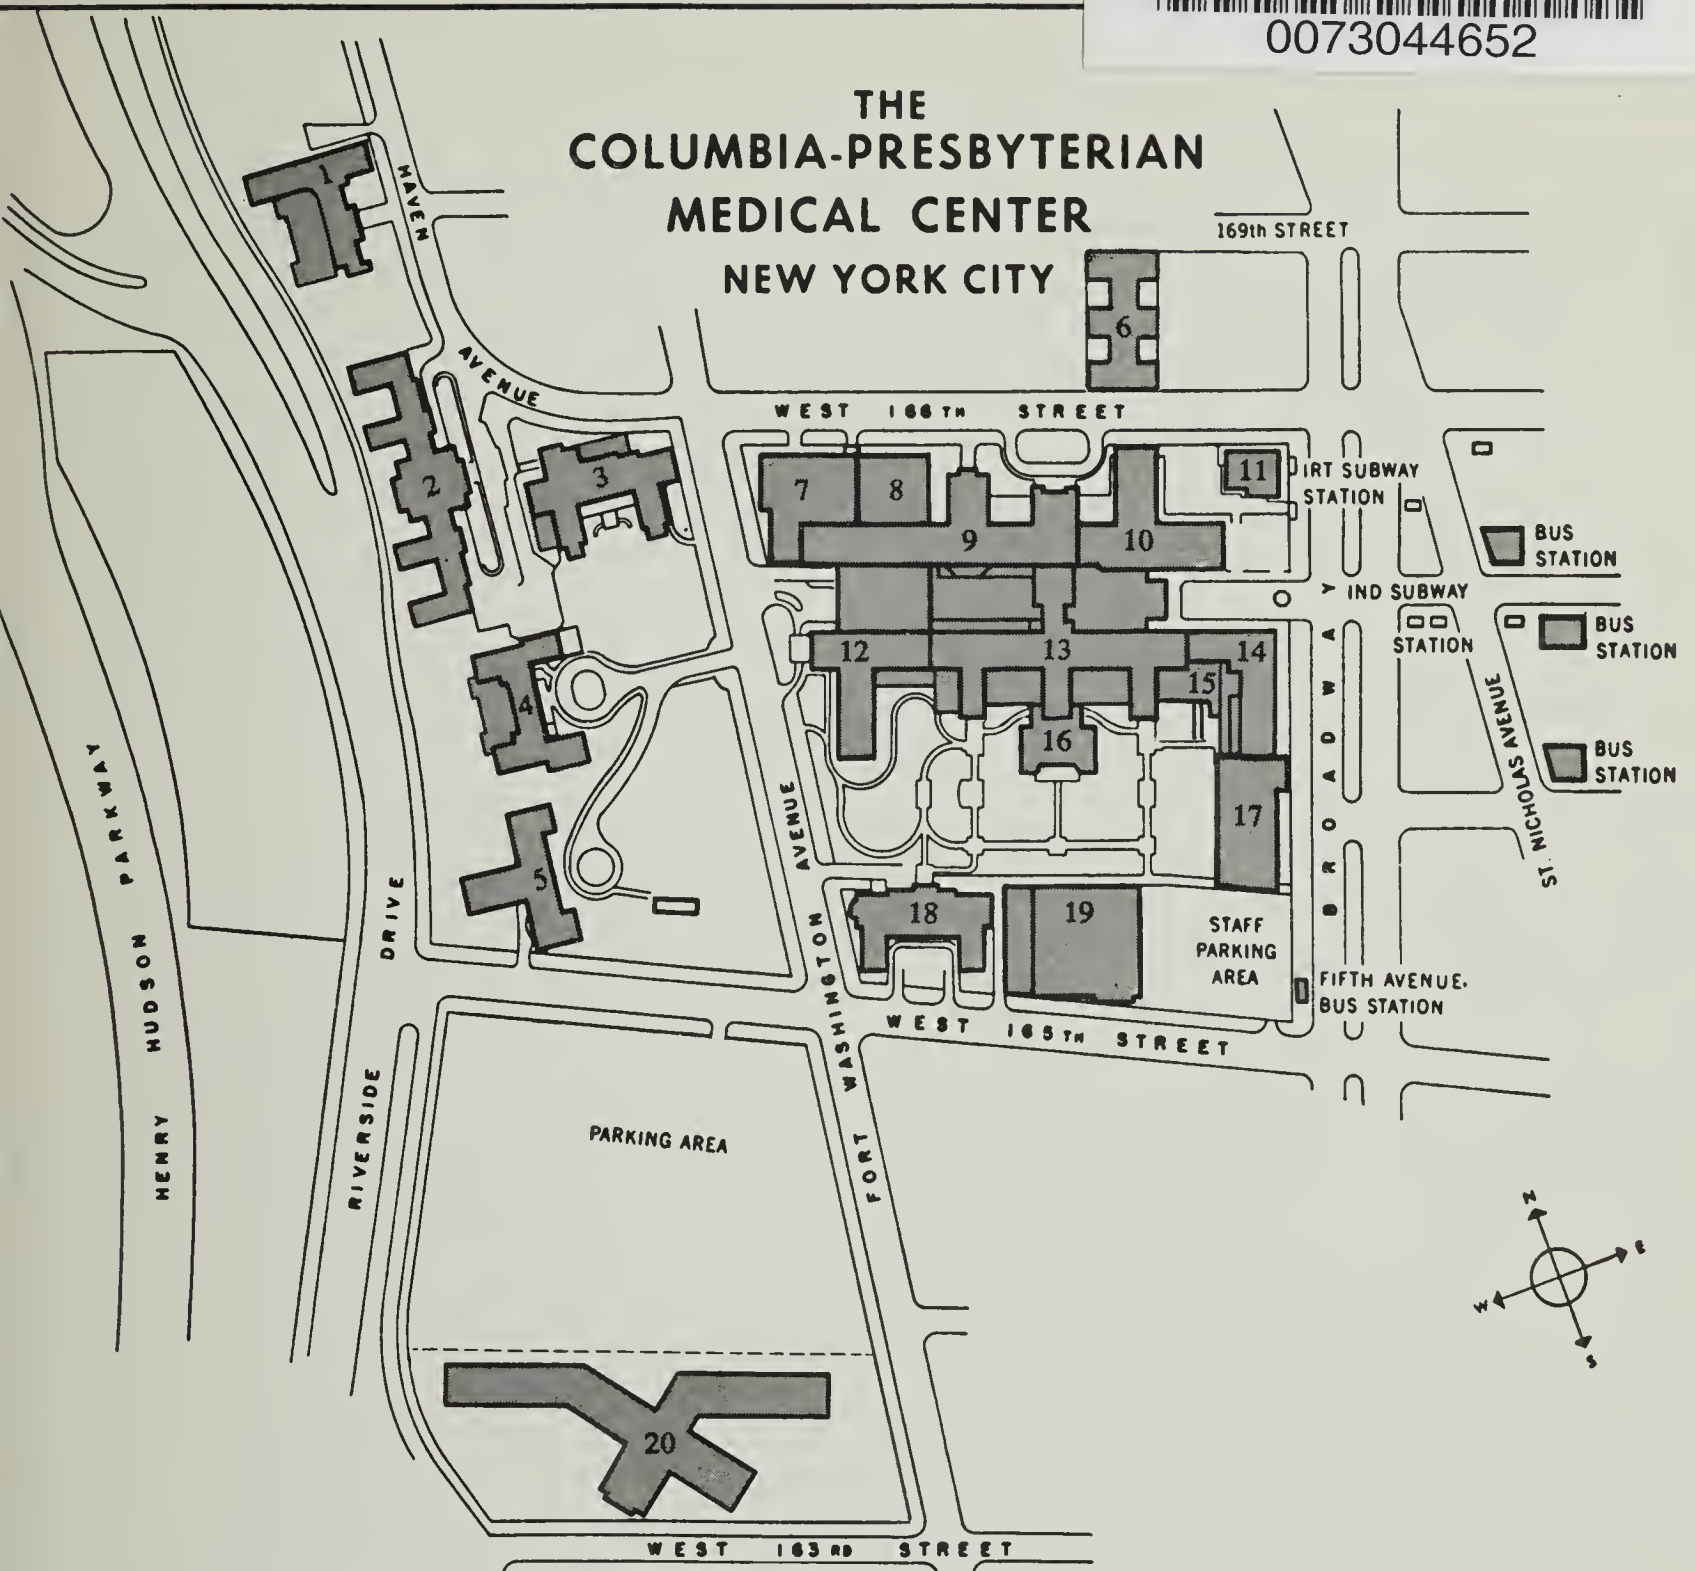 0073044652
THE
COLUMBIA-PRESBYTERIAN
MEDICAL CENTER
NEW YORK CITY
169th STREET
HAVEN
AVENUE
1
2
3
4
5
6
WEST 168TH STREET
7
8
9
10
11
IRT SUBWAY
STATION
BUS
STATION
IND SUBWAY
STATION
BUS
STATION
BUS
STATION
12
13
14
15
16
17
18
19
BROADWAY
ST. NICHOLAS AVENUE
STAFF
PARKING
AREA
FIFTH AVENUE.
BUS STATION
WEST 165TH STREET
FORT WASHINGTON AVENUE
HENRY HUDSON PARKWAY
RIVERSIDE DRIVE
PARKING AREA
N
E
W
S
20
WEST 163RD STREET